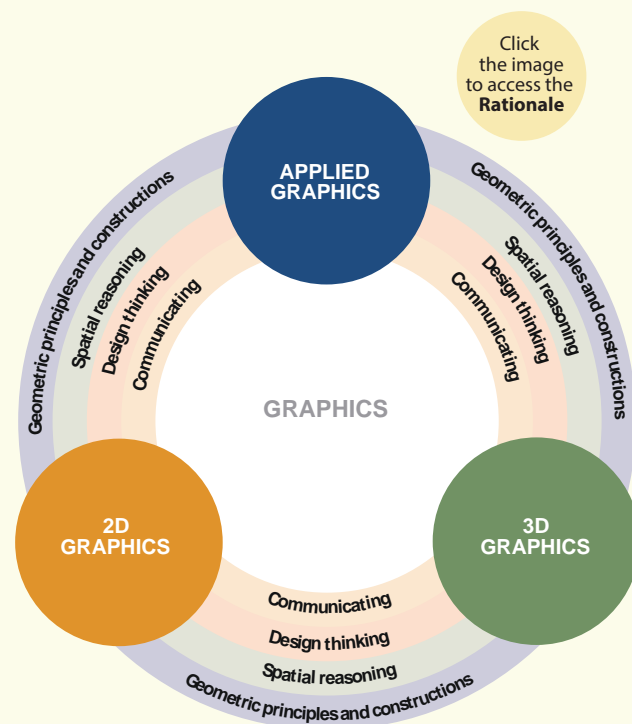 Click
the image
to access the
Rationale
APPLIED
GRAPHICS
Geometric principles and constructions
Spatial reasoning
Design thinking
Communicating
Geometric principles and constructions
Spatial reasoning
Design thinking
Communicating
GRAPHICS
2D
GRAPHICS
3D
GRAPHICS
Communicating
Design thinking
Spatial reasoning
Geometric principles and constructions